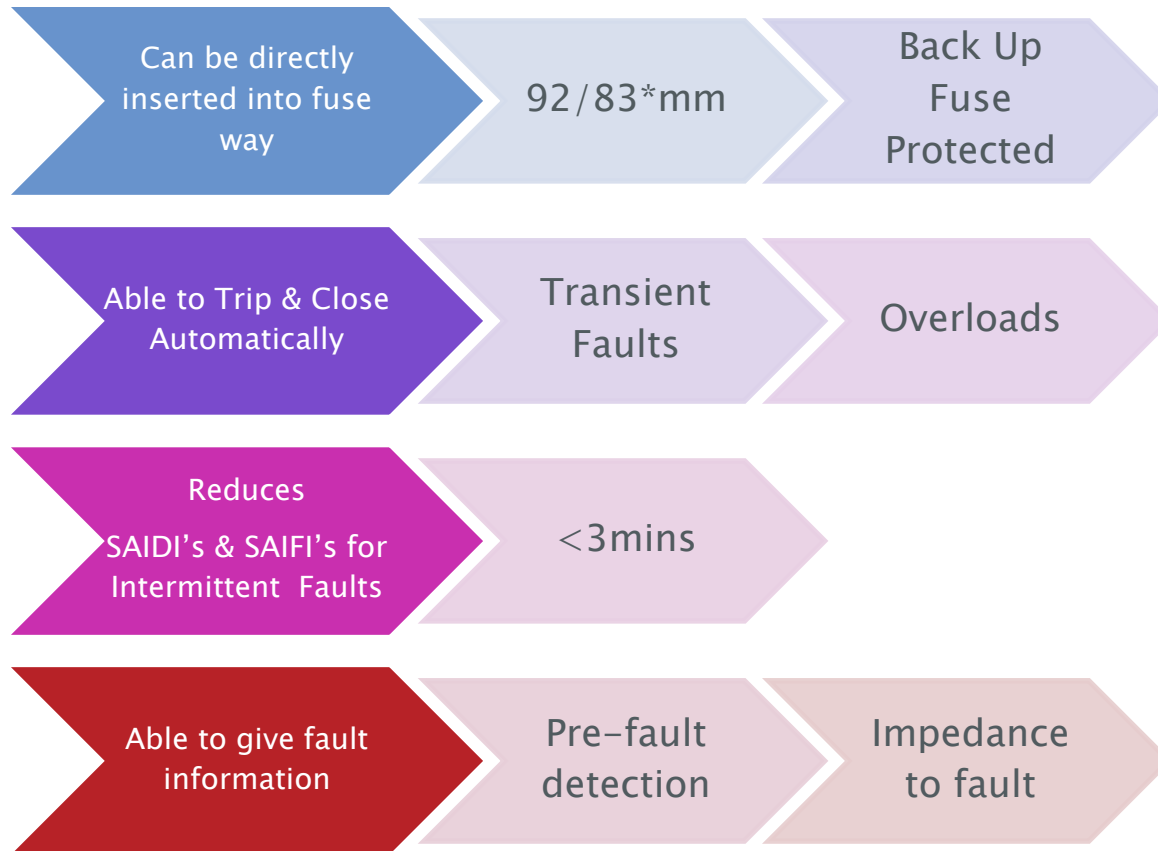 Can be directly
inserted into fuse
way
92/83*mm
Back Up
Fuse
Protected
Able to Trip & Close
Automatically
Transient
Faults
Overloads
Reduces
SAIDI’s & SAIFI’s for
Intermittent Faults
<3mins
Able to give fault
information
Pre-fault
detection
Impedance
to fault